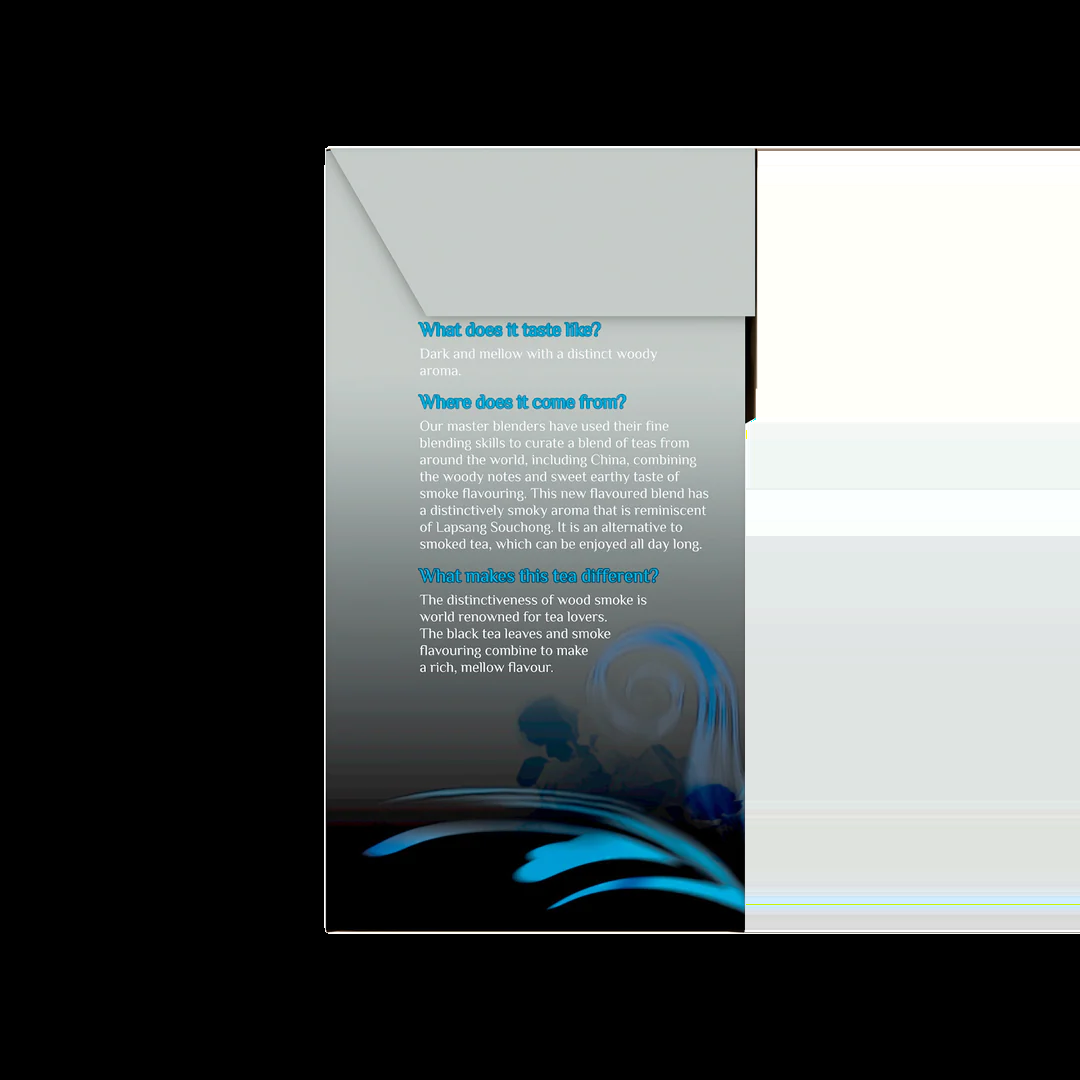 What does it taste like?
Dark and mellow with a distinct woody
aroma.
Where does it come from?
Our master blenders have used their fine
blending skills to curate a blend of teas from
around the world, including China, combining
the woody notes and sweet earthy taste of
smoke flavouring. This new flavoured blend has
a distinctively smoky aroma that is reminiscent
of Lapsang Souchong. It is an alternative to
smoked tea, which can be enjoyed all day long.
What makes this tea different?
The distinctiveness of wood smoke is
world renowned for tea lovers.
The black tea leaves and smoke
flavouring combine to make
a rich, mellow flavour.